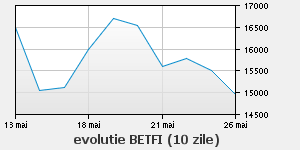 17000
16500
16000
15500
15000
14500
13 mai
18 mai
21 mai
26 mai
evolutie BETFI (10 zile)